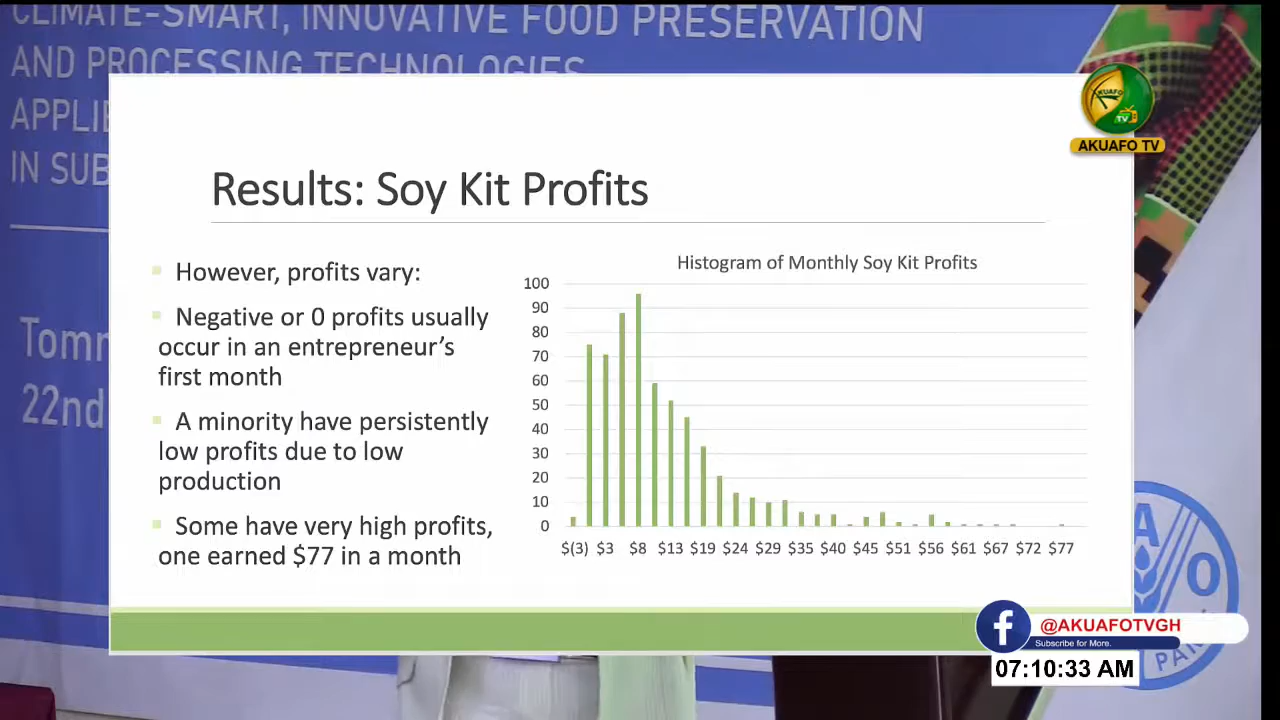 CLIMATE-SMART, INNOVATIVE FOOD PRESERVATION
AND PROCESSING TECHNOLOGIES
IN SUB
22nd
AKUAFO
TV
AKUAFO TV
Results: Soy Kit Profits
However, profits vary:
Negative or 0 profits usually
occur in an entrepreneur's
first month
A minority have persistently
low profits due to low
production
Some have very high profits,
one earned $77 in a month
Histogram of Monthly Soy Kit Profits
100
90
80
70
60
50
40
30
20
10
0
$(3) $3 $8 $13 $19 $24 $29 $35 $40 $45 $51 $56 $61 $67 $72 $77
A
O
@AKUAFOTVGH
Subscribe for More.
07:10:33 AM